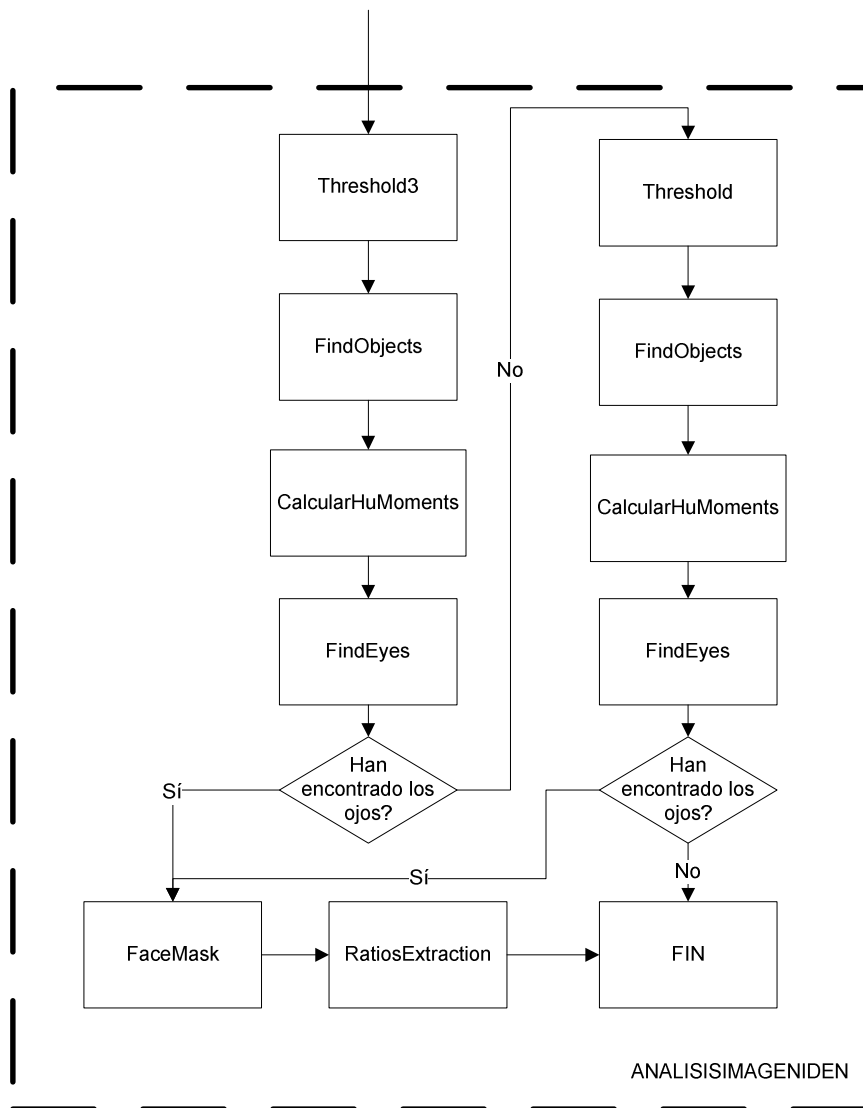 Threshold3
Threshold
FindObjects
FindObjects
No
CalcularHuMoments
CalcularHuMoments
FindEyes
FindEyes
Han
encontrado los
ojos?
Han
encontrado los
ojos?
Sí
Sí
No
FaceMask
RatiosExtraction
FIN
ANALISISIMAGENIDEN